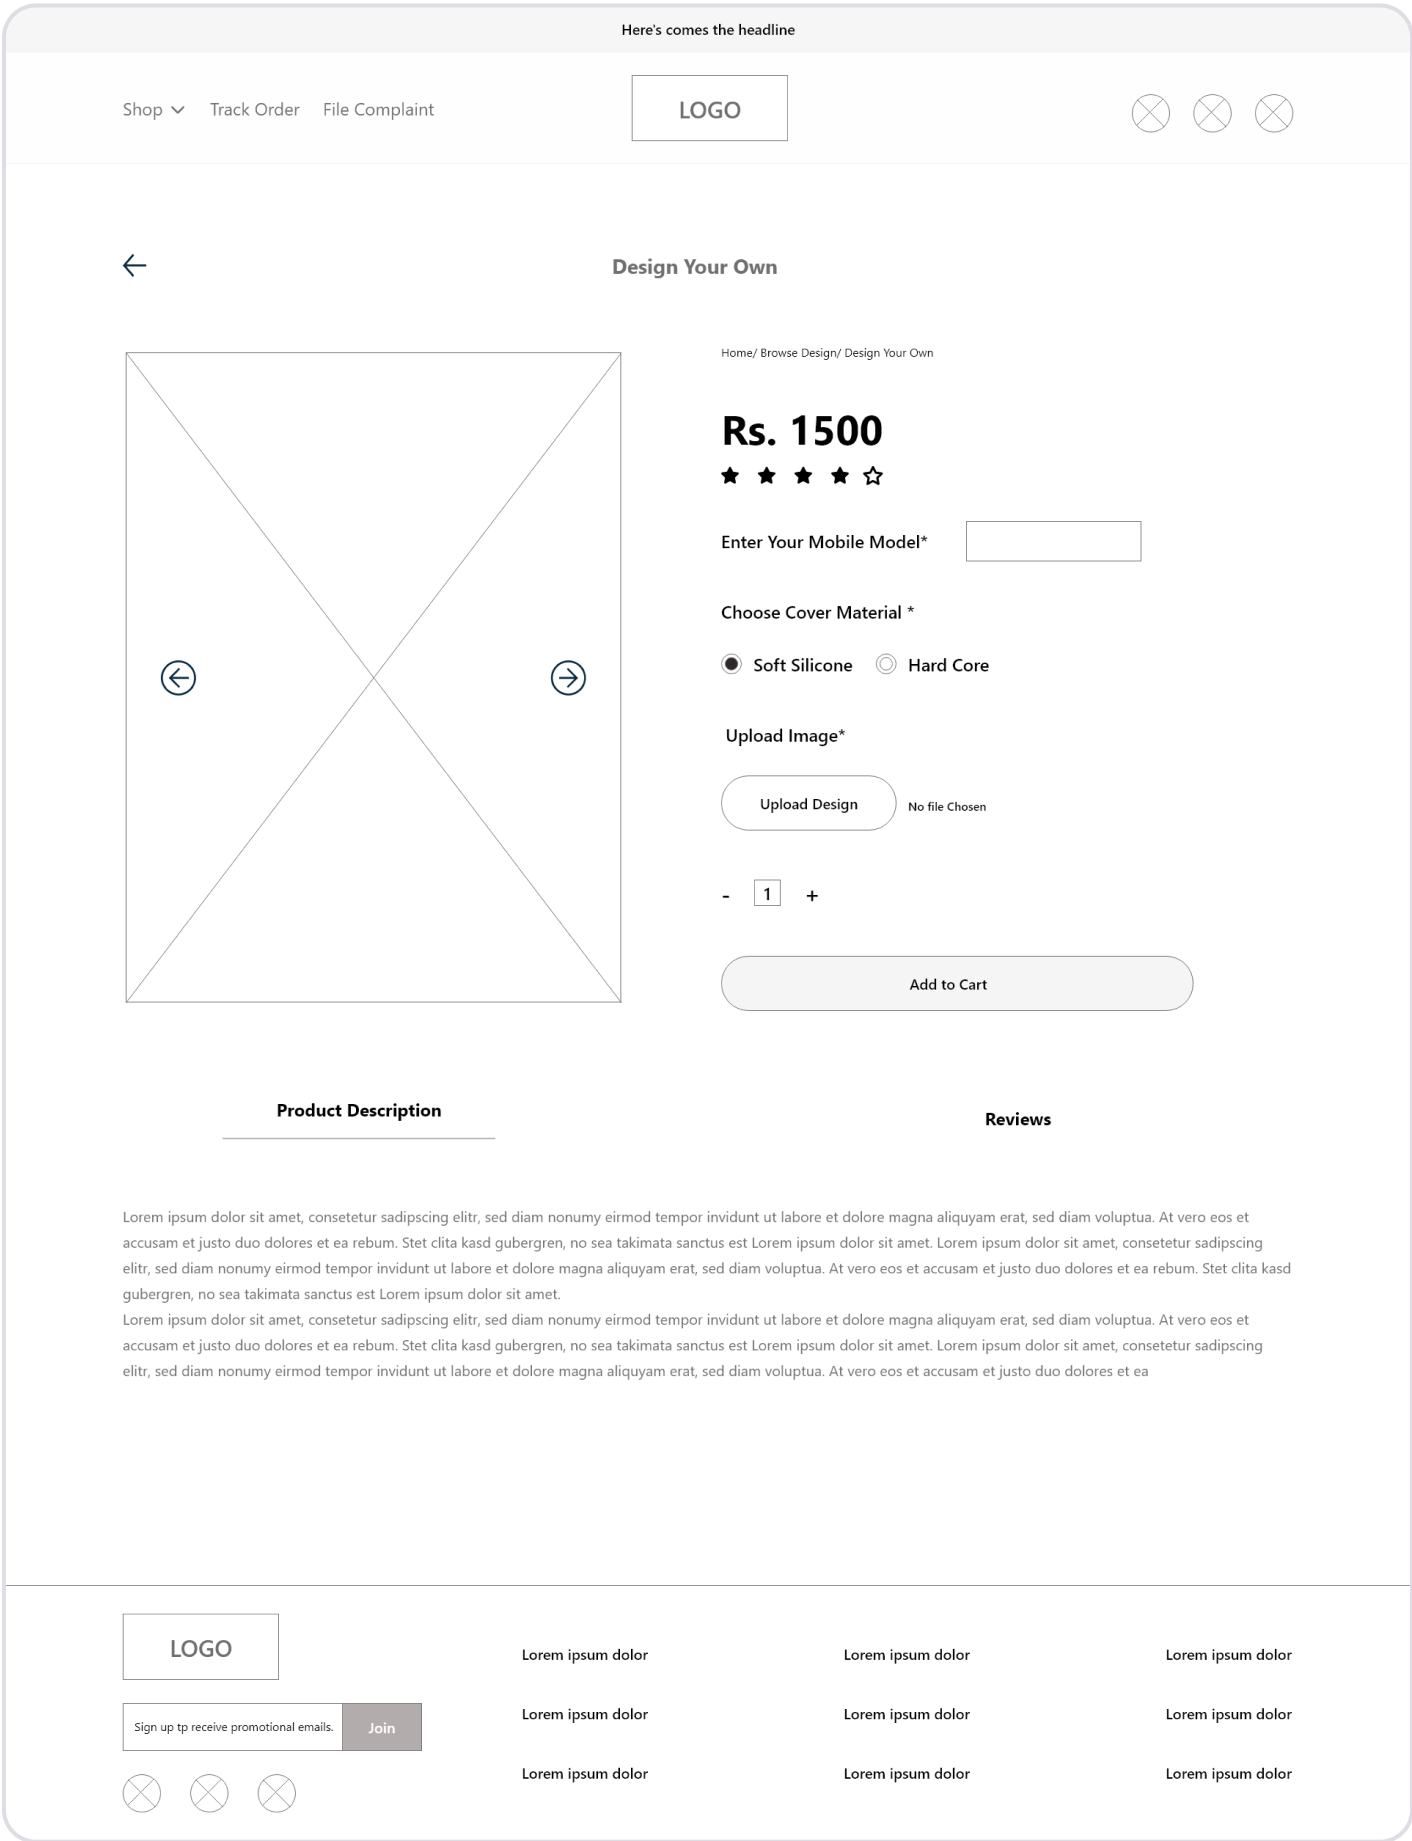 Here's comes the headline
Shop Track Order File Complaint
LOGO
Design Your Own
Home/ Browse Design/ Design Your Own
Rs. 1500
Enter Your Mobile Model*
Choose Cover Material *
Soft Silicone Hard Core
Upload Image*
Upload Design No file Chosen
- 1 +
Add to Cart
Product Description
Reviews
Lorem ipsum dolor sit amet, consetetur sadipscing elitr, sed diam nonumy eirmod tempor invidunt ut labore et dolore magna aliquyam erat, sed diam voluptua. At vero eos et
accusam et justo duo dolores et ea rebum. Stet clita kasd gubergren, no sea takimata sanctus est Lorem ipsum dolor sit amet. Lorem ipsum dolor sit amet, consetetur sadipscing
elitr, sed diam nonumy eirmod tempor invidunt ut labore et dolore magna aliquyam erat, sed diam voluptua. At vero eos et accusam et justo duo dolores et ea rebum. Stet clita kasd
gubergren, no sea takimata sanctus est Lorem ipsum dolor sit amet.
Lorem ipsum dolor sit amet, consetetur sadipscing elitr, sed diam nonumy eirmod tempor invidunt ut labore et dolore magna aliquyam erat, sed diam voluptua. At vero eos et
accusam et justo duo dolores et ea rebum. Stet clita kasd gubergren, no sea takimata sanctus est Lorem ipsum dolor sit amet. Lorem ipsum dolor sit amet, consetetur sadipscing
elitr, sed diam nonumy eirmod tempor invidunt ut labore et dolore magna aliquyam erat, sed diam voluptua. At vero eos et accusam et justo duo dolores et ea
LOGO
Sign up tp receive promotional emails. Join
Lorem ipsum dolor Lorem ipsum dolor Lorem ipsum dolor
Lorem ipsum dolor Lorem ipsum dolor Lorem ipsum dolor
Lorem ipsum dolor Lorem ipsum dolor Lorem ipsum dolor